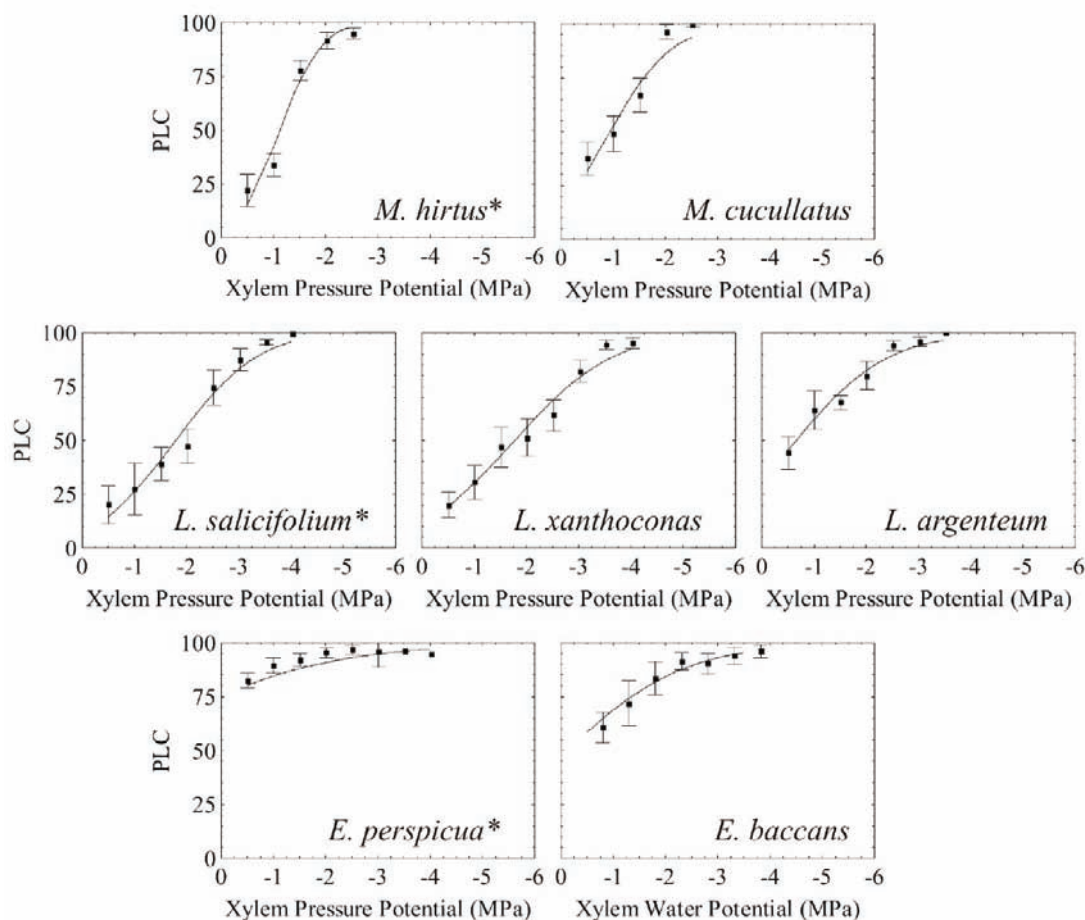 100
75
PLC
50
25
M. hirtus*
0
0 -1 -2 -3 -4 -5 -6
Xylem Pressure Potential (MPa)
M. cucullatus
0 -1 -2 -3 -4 -5 -6
Xylem Pressure Potential (MPa)
100
75
PLC
50
25
L. salicifolium*
0
0 -1 -2 -3 -4 -5 -6
Xylem Pressure Potential (MPa)
L. xanthoconas
0 -1 -2 -3 -4 -5 -6
Xylem Pressure Potential (MPa)
L. argenteum
0 -1 -2 -3 -4 -5 -6
Xylem Pressure Potential (MPa)
100
75
PLC
50
25
E. perspicua*
0
0 -1 -2 -3 -4 -5 -6
Xylem Pressure Potential (MPa)
E. baccans
0 -1 -2 -3 -4 -5 -6
Xylem Water Potential (MPa)